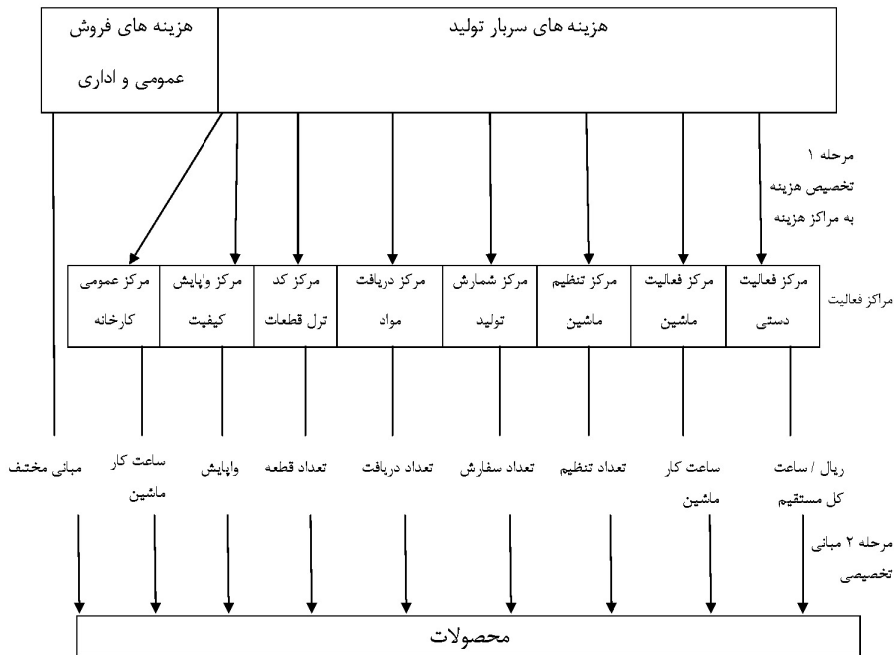 هزینه های سربار تولید
هزینه های فروش
عمومی و اداری
مرحله ۱
تخصیص هزینه
به مراکز هزینه
مراکز فعالیت
مرکز فعالیت
دستی
مرکز فعالیت
ماشین
مرکز تنظیم
ماشین
مرکز شمارش
تولید
مرکز دریافت
مواد
مرکز کد
ترل قطعات
مرکز واپایش
کیفیت
مرکز عمومی
کارخانه
ریال / ساعت
کل مستقیم
ساعت کار
ماشین
تعداد تنظیم
تعداد سفارش
تعداد دریافت
تعداد قطعه
واپایش
ساعت کار
ماشین
مبانی مختلف
مرحله ۲ مبانی
تخصیصی
محصولات